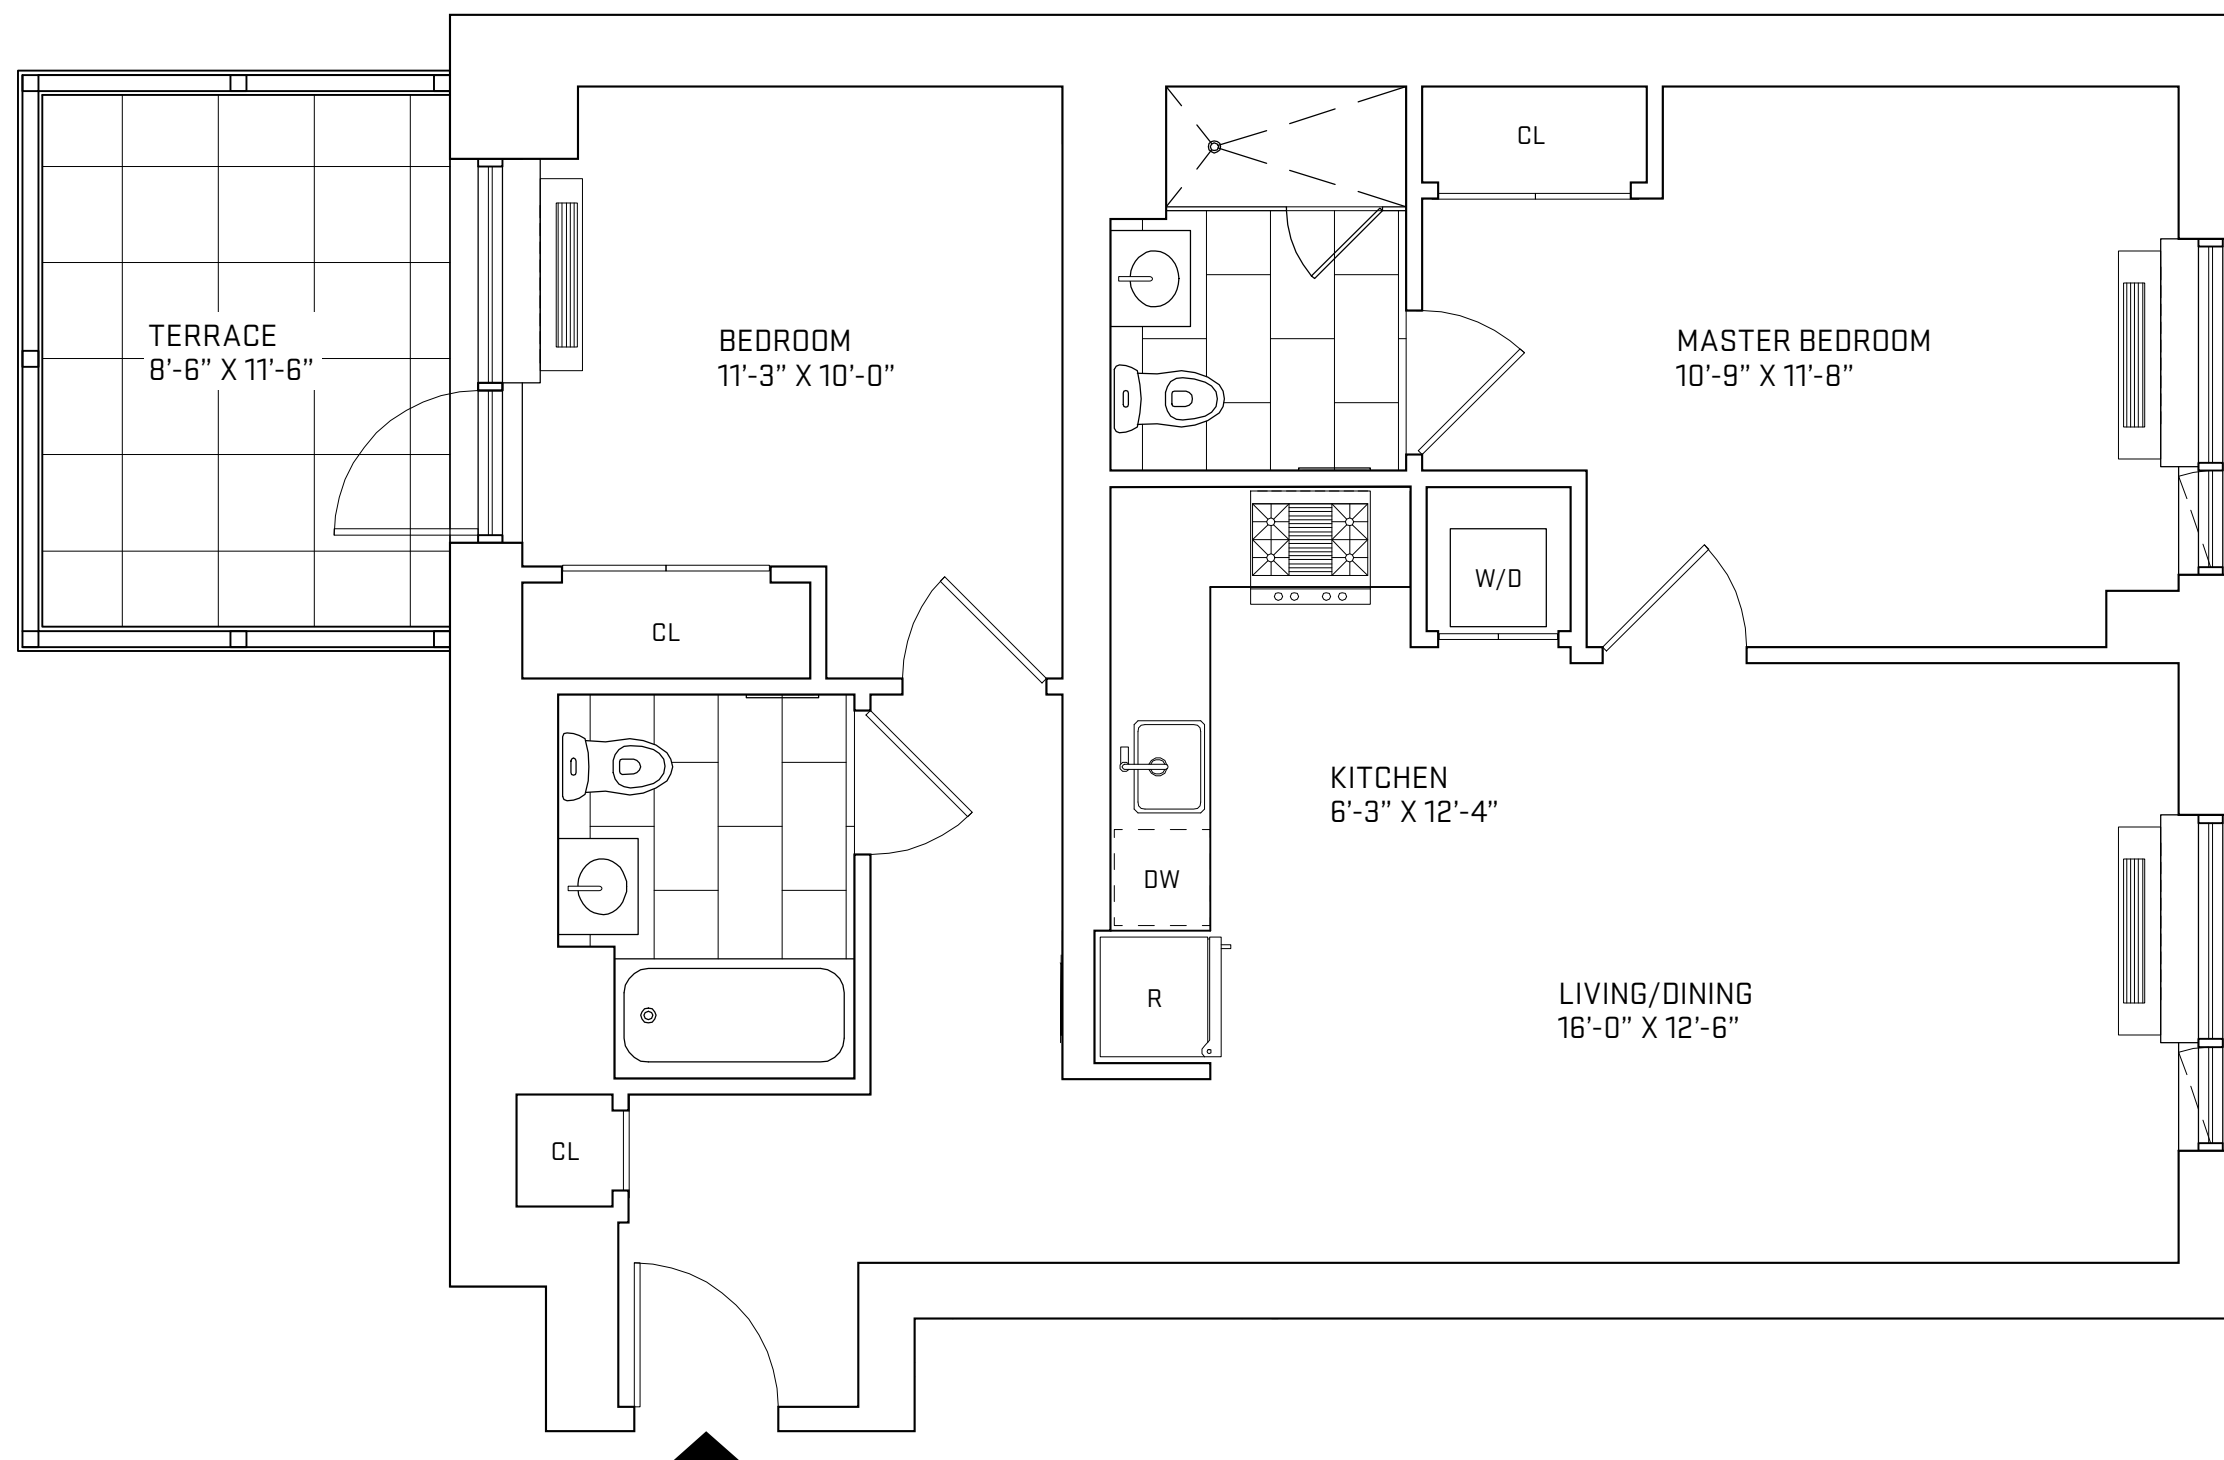 CL
TERRACE
8’-6” X 11’-6”
BEDROOM
11’-3” X 10’-0”
MASTER BEDROOM
10’-9” X 11’-8”
W/D
CL
KITCHEN
6’-3” X 12’-4”
DW
R
LIVING/DINING
16’-0” X 12’-6”
CL